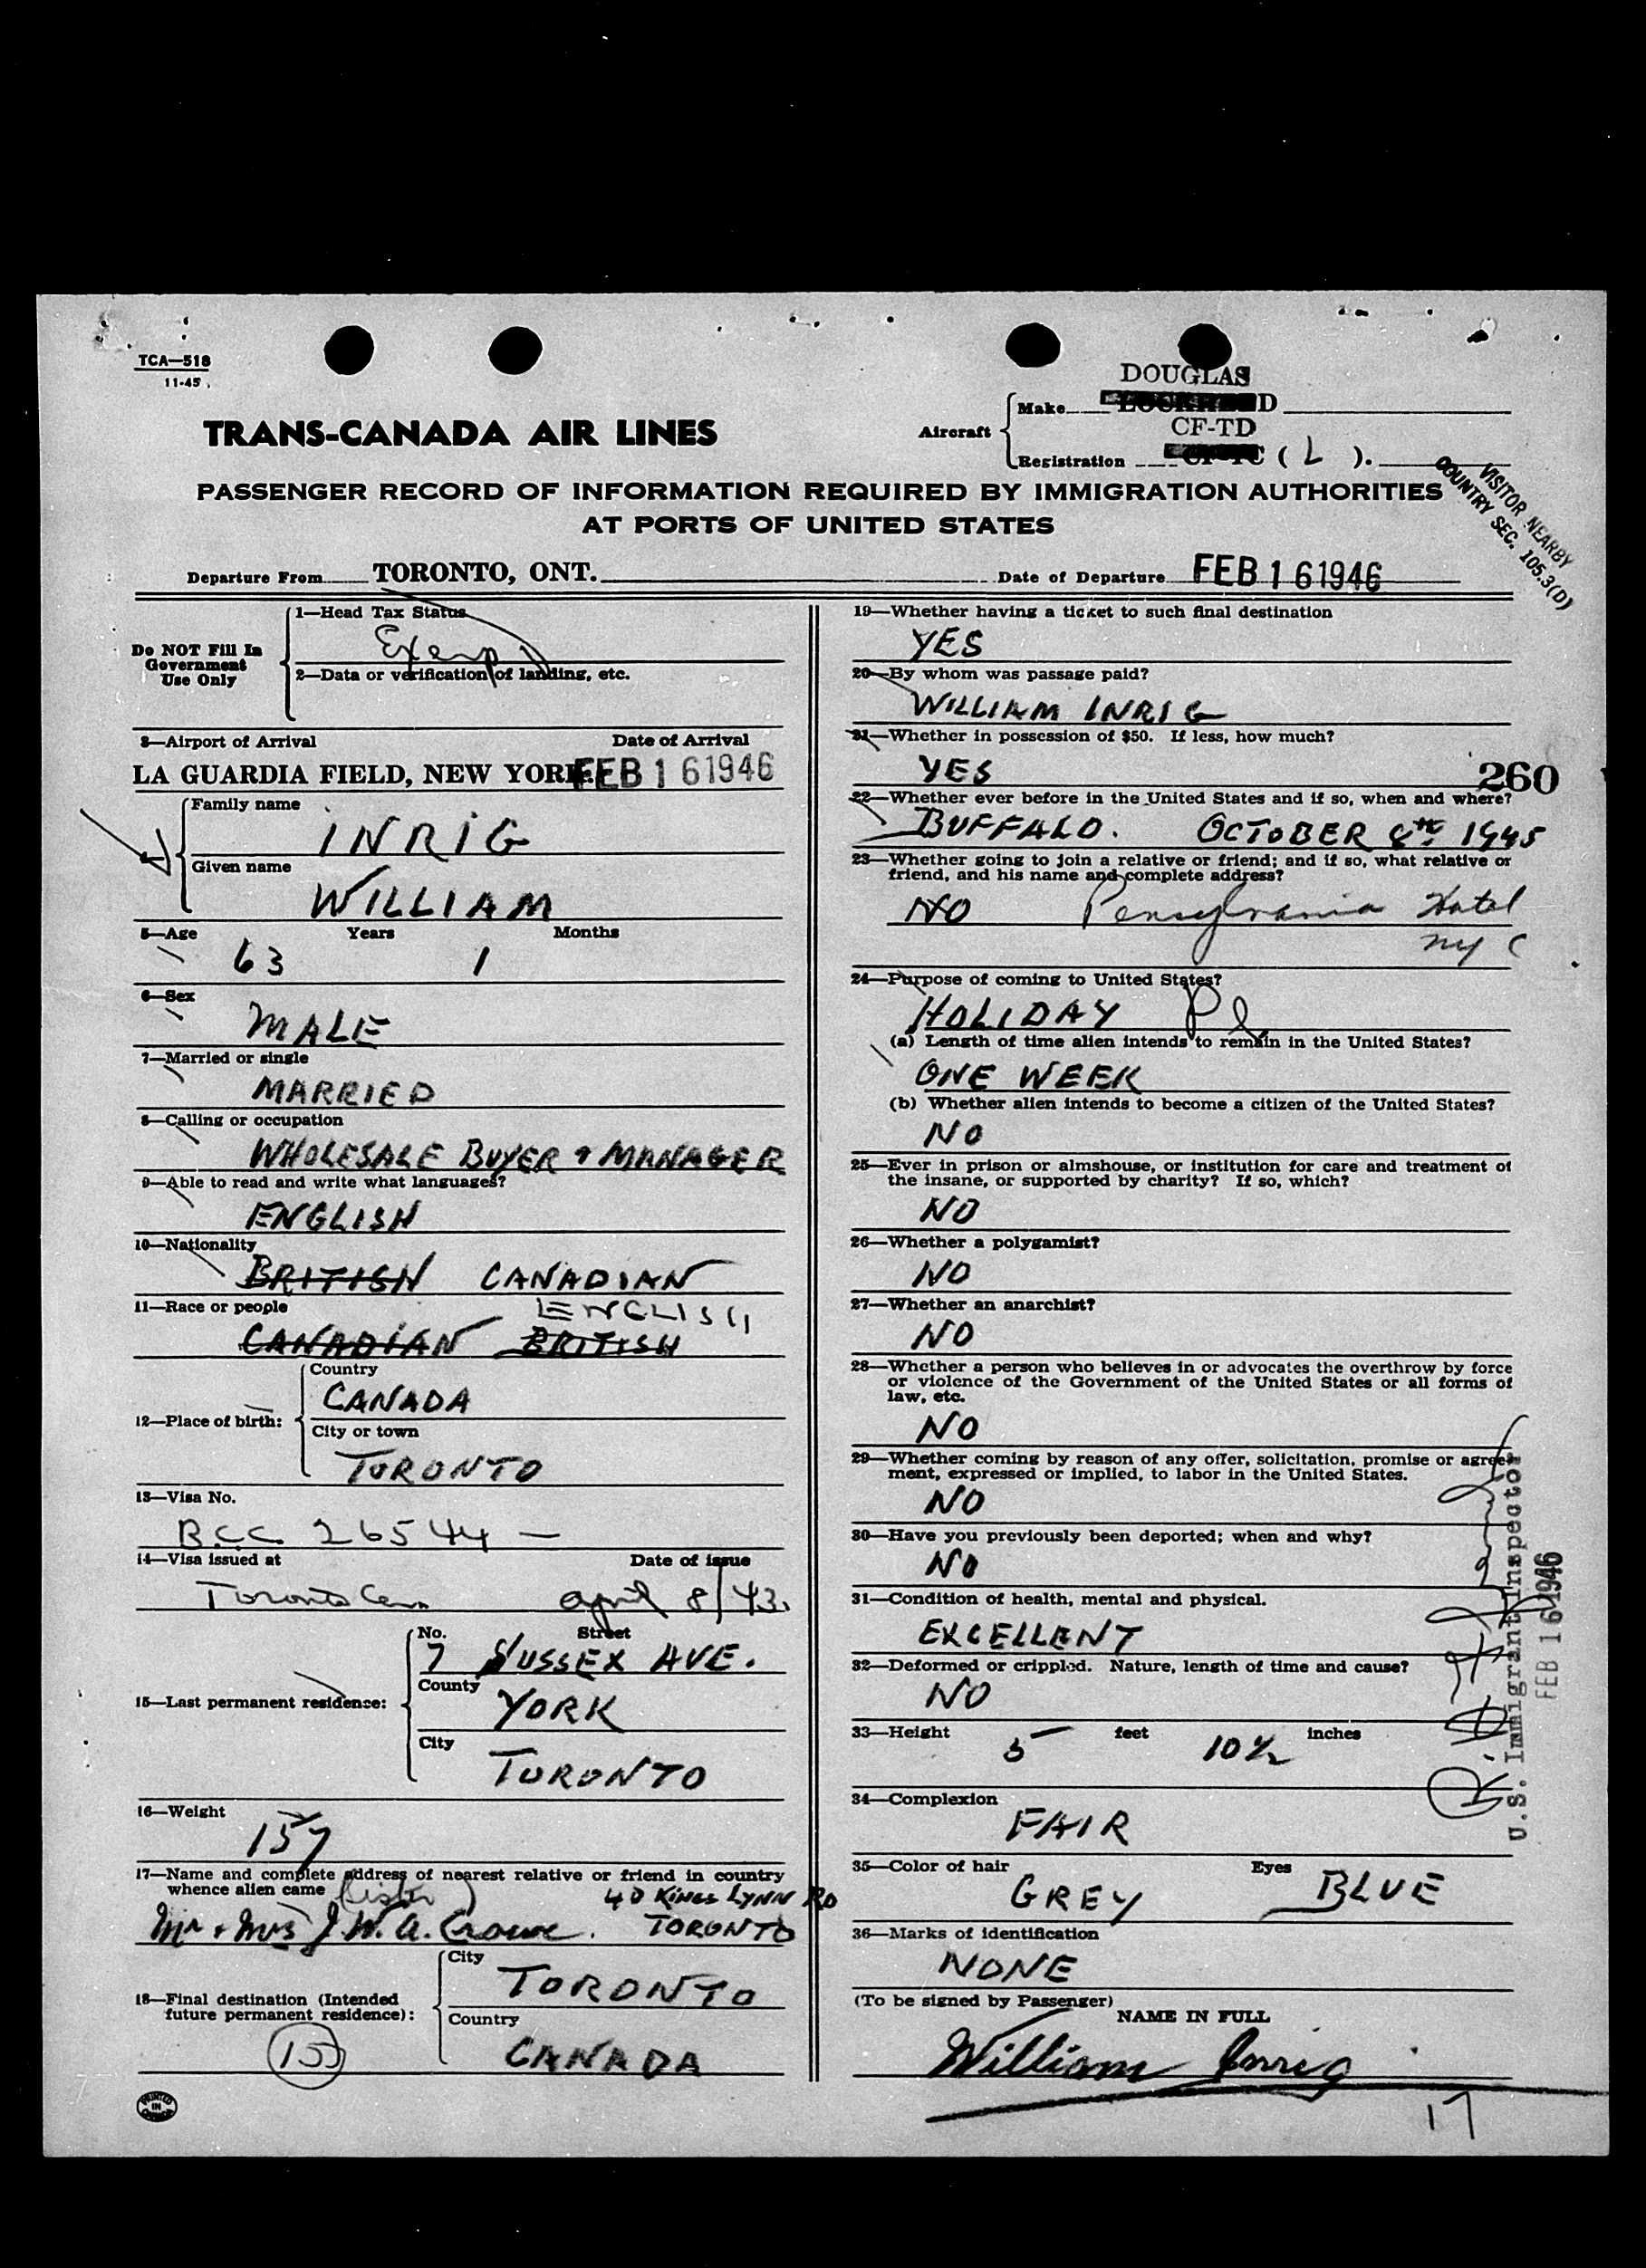 TCA—518
11-45
DOUGLAS
Aircraft Make D
CF-TD
Registration CF-TC ( L ).
TRANS-CANADA AIR LINES
PASSENGER RECORD OF INFORMATION REQUIRED BY IMMIGRATION AUTHORITIES
AT PORTS OF UNITED STATES
VISITOR NEARBY
COUNTRY SEC. 105.3(D)
Departure From TORONTO, ONT. Date of Departure FEB 16 1946
Do NOT Fill In
Government
Use Only
1—Head Tax Status
2—Data or verification of landing, etc.
3—Airport of Arrival Date of Arrival
LA GUARDIA FIELD, NEW YORK. FEB 16 1946
Family name
INRIG
Given name
WILLIAM
5—Age Years Months
63 1
6—Sex
MALE
7—Married or single
MARRIED
8—Calling or occupation
WHOLESALE BUYER & MANAGER
9—Able to read and write what languages?
ENGLISH
10—Nationality
BRITISH CANADIAN
11—Race or people
ENGLISH
CANADIAN BRITISH
12—Place of birth:
Country
CANADA
City or town
TORONTO
13—Visa No.
B.C.C. 26544 —
14—Visa issued at Date of issue
Toronto Can april 8/43.
15—Last permanent residence:
No. Street
7 SUSSEX AVE.
County
YORK
City
TORONTO
16—Weight
157
17—Name and complete address of nearest relative or friend in country
whence alien came (sister) 40 KINGS LYNN RD
Mr & Mrs J.W.A. Crowe. TORONTO
18—Final destination (Intended
future permanent residence):
City
TORONTO
Country
CANADA
PRINTED
IN
19—Whether having a ticket to such final destination
YES
20—By whom was passage paid?
WILLIAM INRIG
21—Whether in possession of $50. If less, how much?
YES
260
22—Whether ever before in the United States and if so, when and where?
BUFFALO. OCTOBER 8TH 1945
23—Whether going to join a relative or friend; and if so, what relative or
friend, and his name and complete address?
NO Pensylvania Hotel
NY C
24—Purpose of coming to United States?
HOLIDAY Pl
(a) Length of time alien intends to remain in the United States?
ONE WEEK
(b) Whether alien intends to become a citizen of the United States?
NO
25—Ever in prison or almshouse, or institution for care and treatment of
the insane, or supported by charity? If so, which?
NO
26—Whether a polygamist?
NO
27—Whether an anarchist?
NO
28—Whether a person who believes in or advocates the overthrow by force
or violence of the Government of the United States or all forms of
law, etc.
NO
29—Whether coming by reason of any offer, solicitation, promise or agree-
ment, expressed or implied, to labor in the United States.
NO
30—Have you previously been deported; when and why?
NO
31—Condition of health, mental and physical.
EXCELLENT
32—Deformed or crippled. Nature, length of time and cause?
NO
33—Height 5 feet 10½ inches
34—Complexion
FAIR
35—Color of hair Eyes
GREY BLUE
36—Marks of identification
NONE
(To be signed by Passenger)
NAME IN FULL
William Inrig
17
U.S. Immigrant Inspector
FEB 16 1946